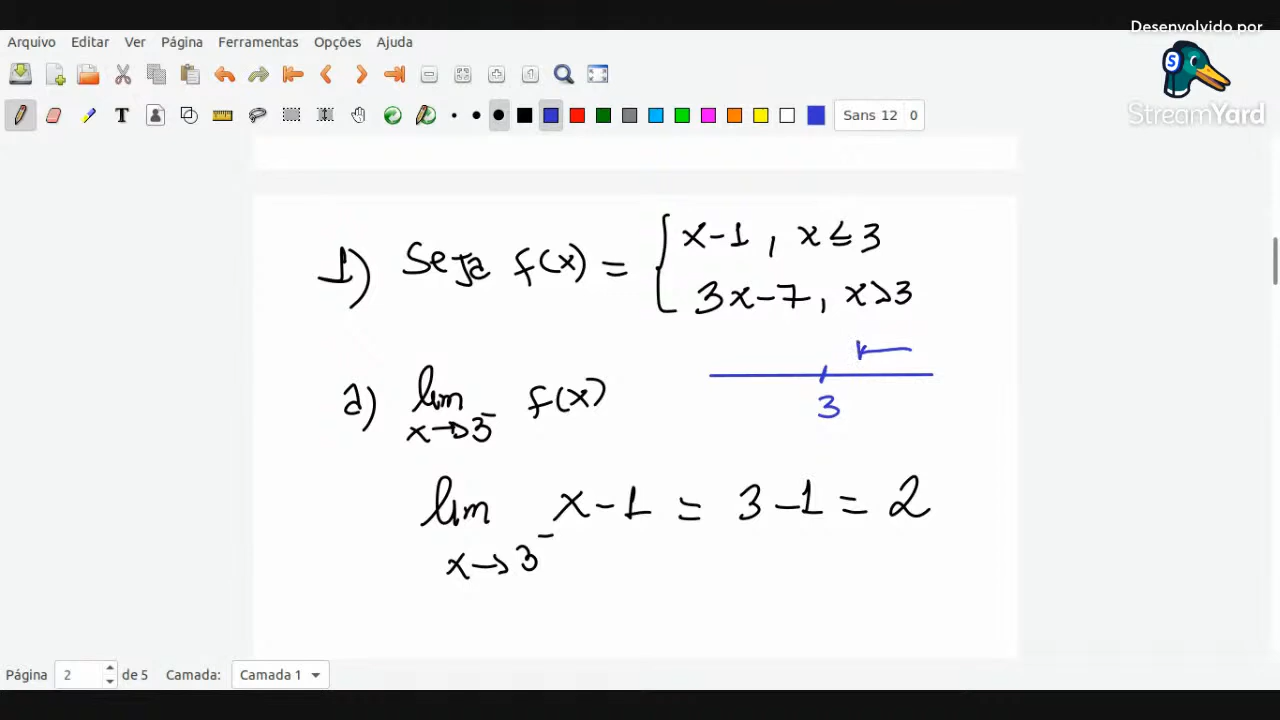 Desenvolvido por
Arquivo Editar Ver Página Ferramentas Opções Ajuda
S
StreamYard
T Sans 12 0
1) Seja f(x) = { x-1, x≤3
3x-7, x>3
a) lim x→3⁻ f(x)
3
lim x→3⁻ x-1 = 3-1 = 2
Página 2 de 5 Camada: Camada 1